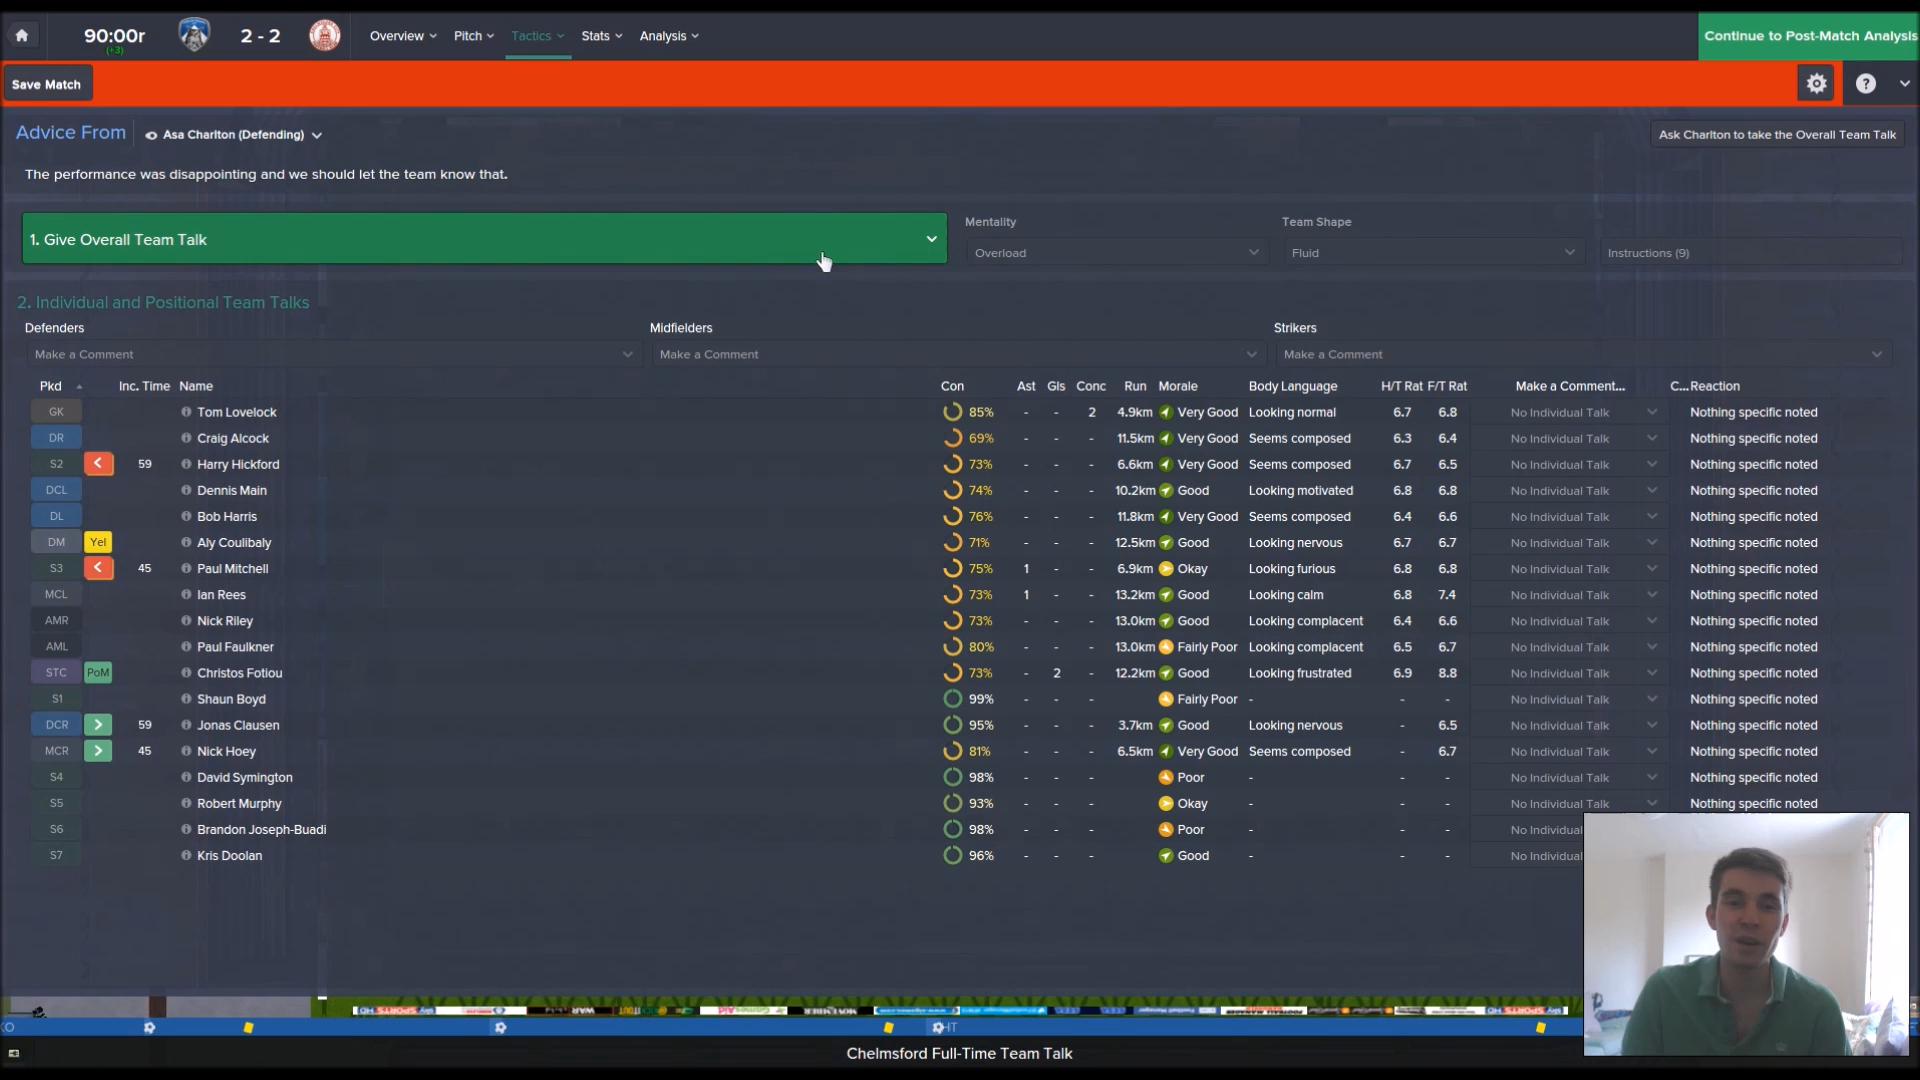 90:00r 2 - 2 Overview Pitch Tactics Stats Analysis Continue to Post-Match Analysis
(+3)
Save Match
Advice From Asa Charlton (Defending) Ask Charlton to take the Overall Team Talk
The performance was disappointing and we should let the team know that.
Mentality Team Shape
1. Give Overall Team Talk Overload Fluid Instructions (9)
2. Individual and Positional Team Talks
Defenders Midfielders Strikers
Make a Comment Make a Comment Make a Comment
Pkd Inc. Time Name Con Ast Gls Conc Run Morale Body Language H/T Rat F/T Rat Make a Comment... C... Reaction
GK Tom Lovelock 85% - - 2 4.9km Very Good Looking normal 6.7 6.8 No Individual Talk Nothing specific noted
DR Craig Alcock 69% - - - 11.5km Very Good Seems composed 6.3 6.4 No Individual Talk Nothing specific noted
S2 59 Harry Hickford 73% - - - 6.6km Very Good Seems composed 6.7 6.5 No Individual Talk Nothing specific noted
DCL Dennis Main 74% - - - 10.2km Good Looking motivated 6.8 6.8 No Individual Talk Nothing specific noted
DL Bob Harris 76% - - - 11.8km Very Good Seems composed 6.4 6.6 No Individual Talk Nothing specific noted
DM Yel Aly Coulibaly 71% - - - 12.5km Good Looking nervous 6.7 6.7 No Individual Talk Nothing specific noted
S3 45 Paul Mitchell 75% 1 - - 6.9km Okay Looking furious 6.8 6.8 No Individual Talk Nothing specific noted
MCL Ian Rees 73% 1 - - 13.2km Good Looking calm 6.8 7.4 No Individual Talk Nothing specific noted
AMR Nick Riley 73% - - - 13.0km Good Looking complacent 6.4 6.6 No Individual Talk Nothing specific noted
AML Paul Faulkner 80% - - - 13.0km Fairly Poor Looking complacent 6.5 6.7 No Individual Talk Nothing specific noted
STC PoM Christos Fotiou 73% - 2 - 12.2km Good Looking frustrated 6.9 8.8 No Individual Talk Nothing specific noted
S1 Shaun Boyd 99% - - - Fairly Poor - - - No Individual Talk Nothing specific noted
DCR 59 Jonas Clausen 95% - - - 3.7km Good Looking nervous - 6.5 No Individual Talk Nothing specific noted
MCR 45 Nick Hoey 81% - - - 6.5km Very Good Seems composed - 6.7 No Individual Talk Nothing specific noted
S4 David Symington 98% - - - Poor - - - No Individual Talk Nothing specific noted
S5 Robert Murphy 93% - - - Okay - - - No Individual Talk Nothing specific noted
S6 Brandon Joseph-Buadi 98% - - - Poor - - - No Individual
S7 Kris Doolan 96% - - - Good - - - No Individual
HT
Chelmsford Full-Time Team Talk